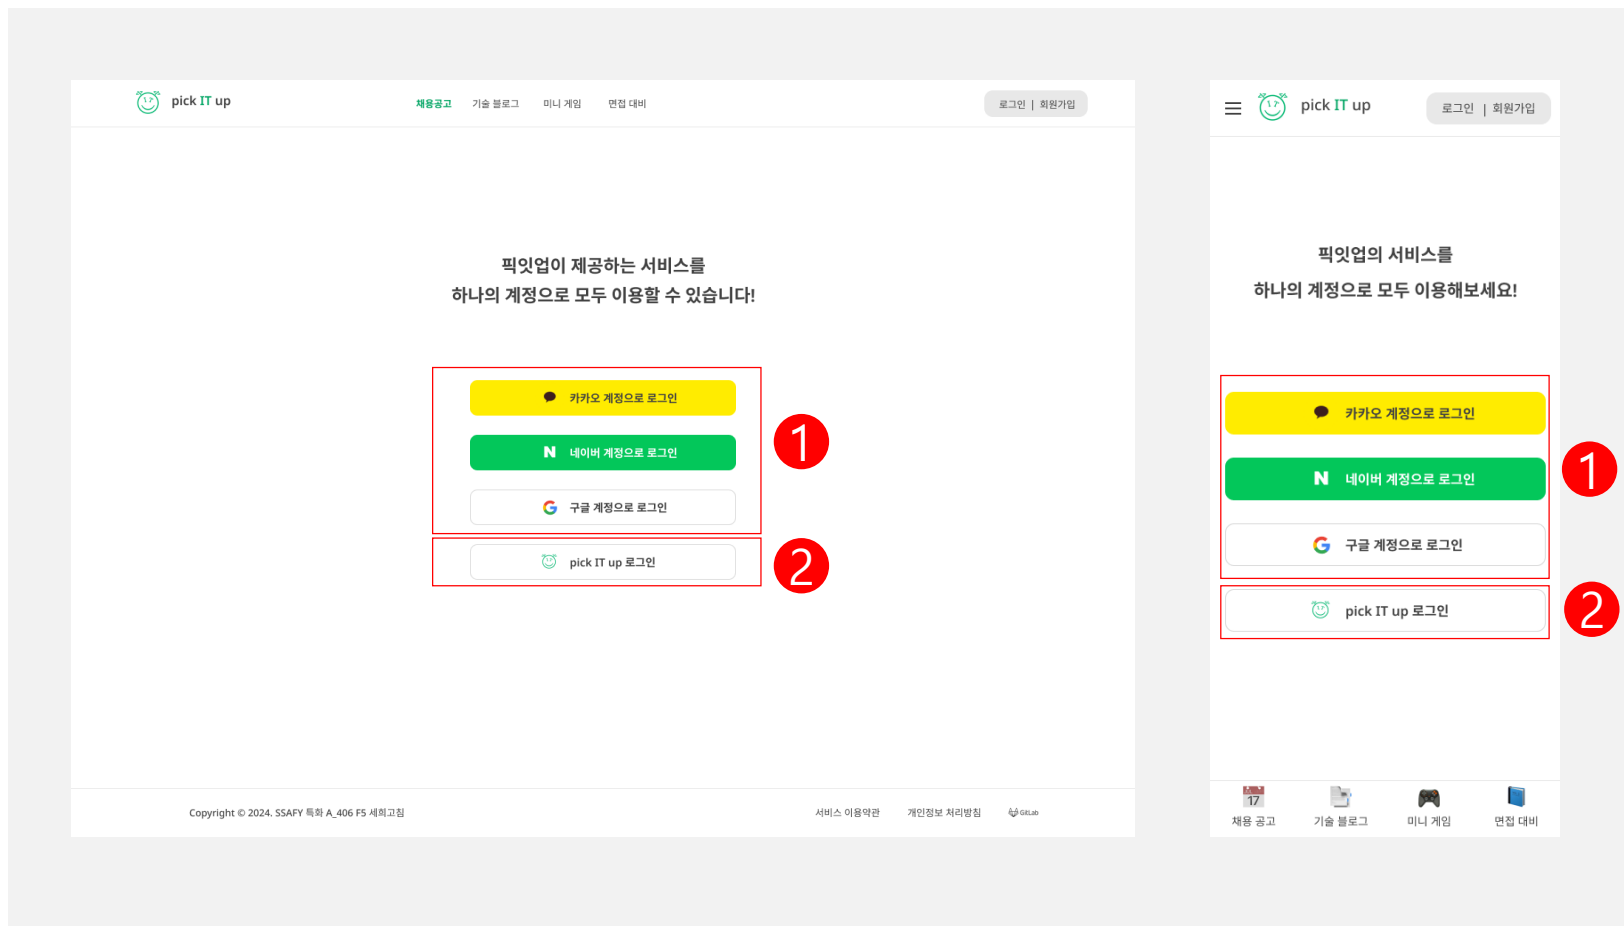 pick IT up
채용공고 기술 블로그 미니 게임 면접 대비
로그인 | 회원가입
픽잇업이 제공하는 서비스를
하나의 계정으로 모두 이용할 수 있습니다!
카카오 계정으로 로그인
N 네이버 계정으로 로그인
G 구글 계정으로 로그인
1
pick IT up 로그인
2
Copyright © 2024. SSAFY 특화 A_406 F5 세희고침
서비스 이용약관 개인정보 처리방침 GitLab
pick IT up
로그인 | 회원가입
픽잇업의 서비스를
하나의 계정으로 모두 이용해보세요!
카카오 계정으로 로그인
N 네이버 계정으로 로그인
G 구글 계정으로 로그인
1
pick IT up 로그인
2
17
채용 공고 기술 블로그 미니 게임 면접 대비